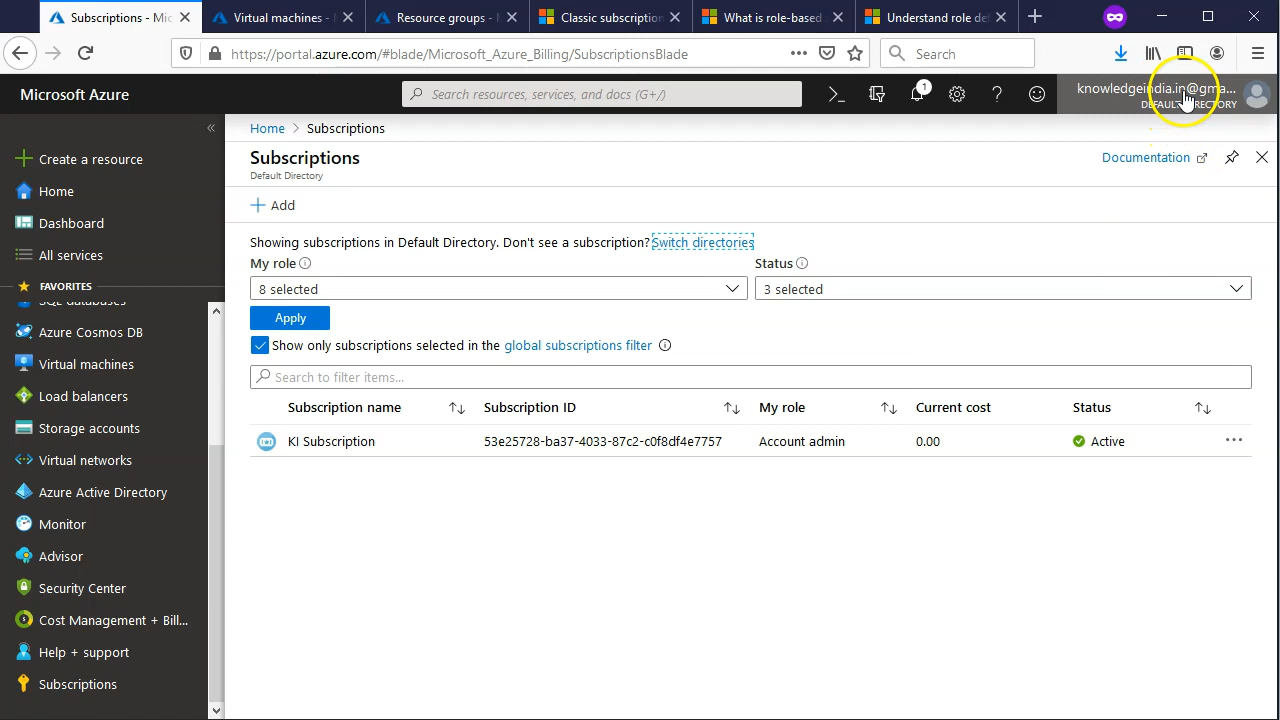 Subscriptions - Mic
Virtual machines - M
Resource groups - M
Classic subscription
What is role-based
Understand role def
https://portal.azure.com/#blade/Microsoft_Azure_Billing/SubscriptionsBlade
Search
Microsoft Azure
Search resources, services, and docs (G+/)
1
knowledgeindia.in@gma...
DEFAULT DIRECTORY
Create a resource
Home
Dashboard
All services
FAVORITES
SQL databases
Azure Cosmos DB
Virtual machines
Load balancers
Storage accounts
Virtual networks
Azure Active Directory
Monitor
Advisor
Security Center
Cost Management + Bill...
Help + support
Subscriptions
Home > Subscriptions
Subscriptions
Default Directory
Documentation
Add
Showing subscriptions in Default Directory. Don't see a subscription? Switch directories
My role
Status
8 selected
3 selected
Apply
Show only subscriptions selected in the global subscriptions filter
Search to filter items...
Subscription name
Subscription ID
My role
Current cost
Status
KI Subscription
53e25728-ba37-4033-87c2-c0f8df4e7757
Account admin
0.00
Active